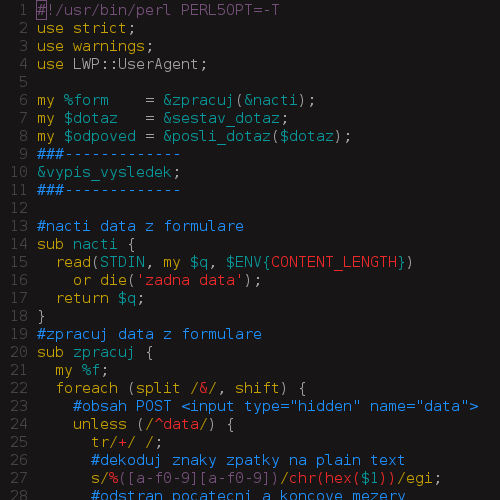 1 #!/usr/bin/perl PERL5OPT=-T
2 use strict;
3 use warnings;
4 use LWP::UserAgent;
5
6 my %form    = &zpracuj(&nacti);
7 my $dotaz   = &sestav_dotaz;
8 my $odpoved = &posli_dotaz($dotaz);
9 ###-------------
10 &vypis_vysledek;
11 ###-------------
12
13 #nacti data z formulare
14 sub nacti {
15   read(STDIN, my $q, $ENV{CONTENT_LENGTH})
16     or die('zadna data');
17   return $q;
18 }
19 #zpracuj data z formulare
20 sub zpracuj {
21   my %f;
22   foreach (split /&/, shift) {
23     #obsah POST <input type="hidden" name="data">
24     unless (/^data/) {
25       tr/+/ /;
26       #dekoduj znaky zpatky na plain text
27       s/%([a-f0-9][a-f0-9])/chr(hex($1))/egi;
28       #odstran pocatecni a koncove mezery